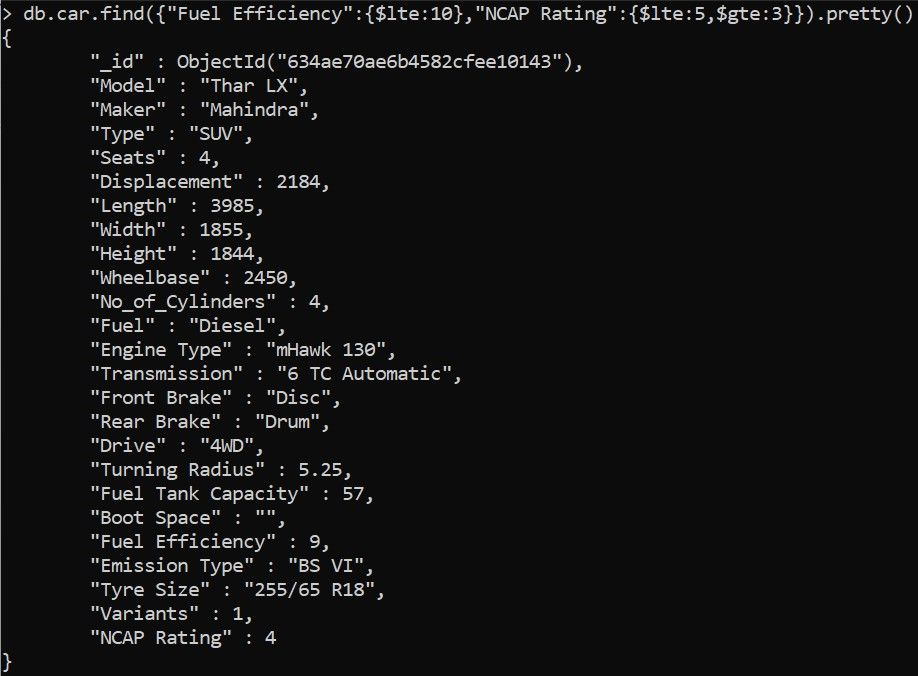 > db.car.find({"Fuel Efficiency":{$lte:10},"NCAP Rating":{$lte:5,$gte:3}}).pretty()
{
        "_id" : ObjectId("634ae70ae6b4582cfee10143"),
        "Model" : "Thar LX",
        "Maker" : "Mahindra",
        "Type" : "SUV",
        "Seats" : 4,
        "Displacement" : 2184,
        "Length" : 3985,
        "Width" : 1855,
        "Height" : 1844,
        "Wheelbase" : 2450,
        "No_of_Cylinders" : 4,
        "Fuel" : "Diesel",
        "Engine Type" : "mHawk 130",
        "Transmission" : "6 TC Automatic",
        "Front Brake" : "Disc",
        "Rear Brake" : "Drum",
        "Drive" : "4WD",
        "Turning Radius" : 5.25,
        "Fuel Tank Capacity" : 57,
        "Boot Space" : "",
        "Fuel Efficiency" : 9,
        "Emission Type" : "BS VI",
        "Tyre Size" : "255/65 R18",
        "Variants" : 1,
        "NCAP Rating" : 4
}